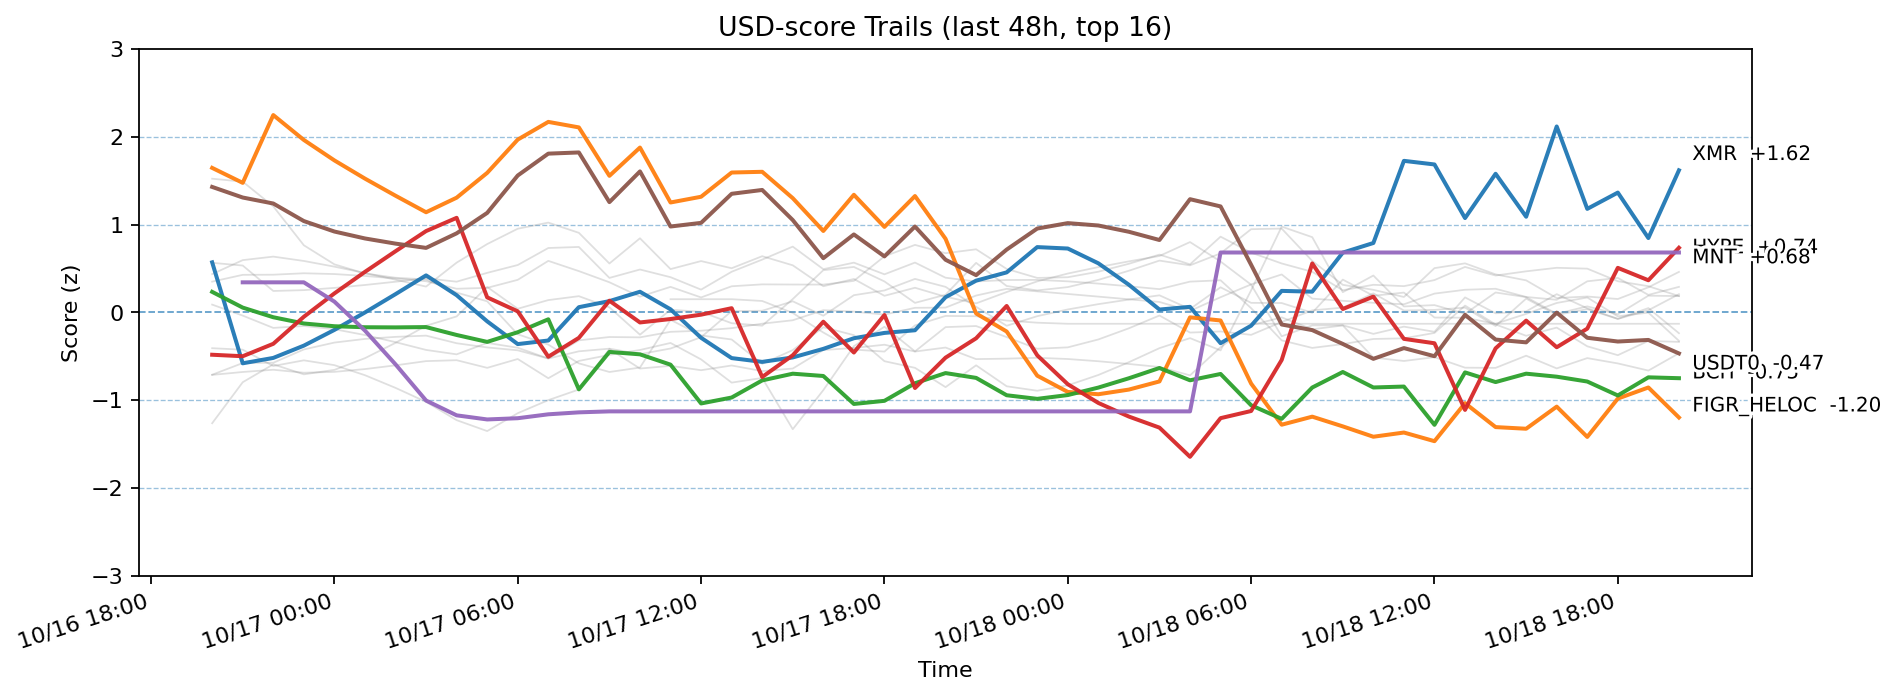 USD-score Trails (last 48h, top 16)
Score (z)
3
2
1
0
−1
−2
−3
XMR +1.62
HYPE +0.74
MNT +0.68
USDT0 -0.47
BCH -0.75
FIGR_HELOC -1.20
10/16 18:00
10/17 00:00
10/17 06:00
10/17 12:00
10/17 18:00
10/18 00:00
10/18 06:00
10/18 12:00
10/18 18:00
Time